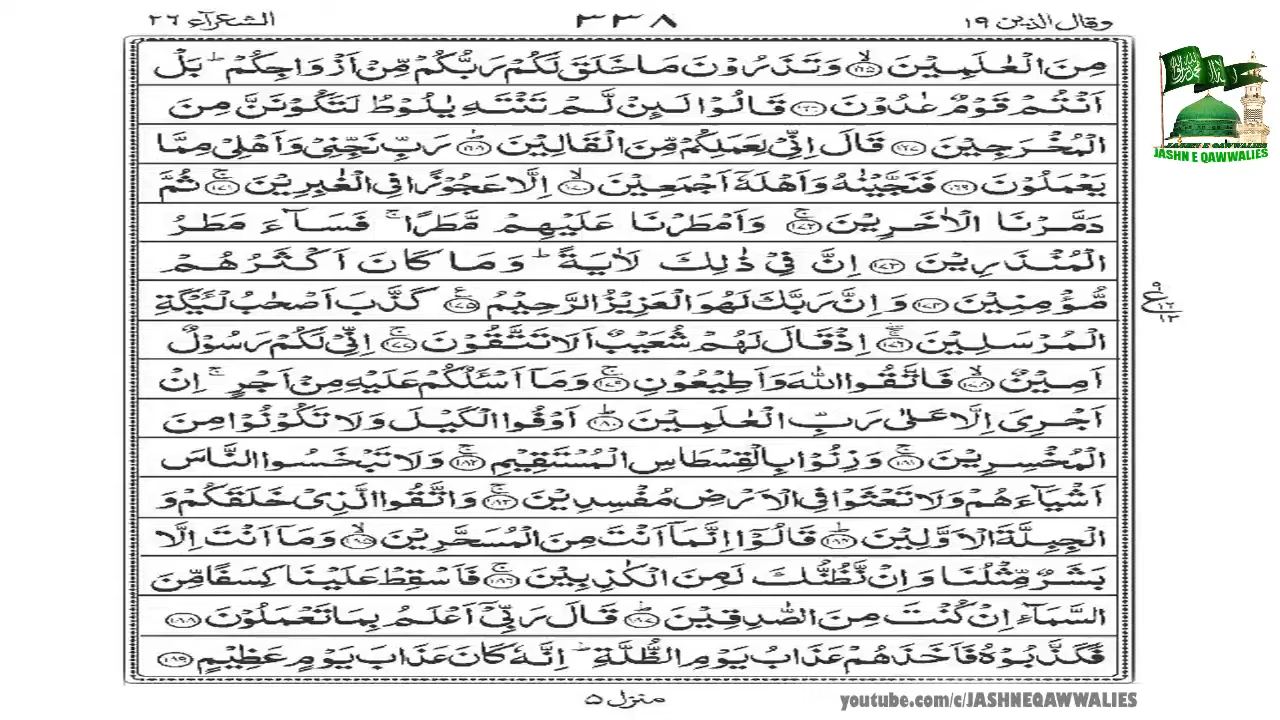 وقال الذين ١٩
٣٣٨
الشعرآء ٢٦
مِنَ الْعٰلَمِيْنَ ﴿۱۶۵﴾ۙ وَتَذَرُوْنَ مَا خَلَقَ لَكُمْ رَبُّكُمْ مِّنْ اَزْوَاجِكُمْ ؕ بَلْ
اَنْتُمْ قَوْمٌ عٰدُوْنَ ﴿۱۶۶﴾ قَالُوْا لَىِٕنْ لَّمْ تَنْتَهِ يٰلُوْطُ لَتَكُوْنَنَّ مِنَ
الْمُخْرَجِيْنَ ﴿۱۶۷﴾ قَالَ اِنِّىْ لِعَمَلِكُمْ مِّنَ الْقَالِيْنَ ﴿۱۶۸﴾ؕ رَبِّ نَجِّنِىْ وَاَهْلِىْ مِمَّا
يَعْمَلُوْنَ ﴿۱۶۹﴾ فَنَجَّيْنٰهُ وَاَهْلَهٗۤ اَجْمَعِيْنَ ﴿۱۷۰﴾ۙ اِلَّا عَجُوْزًا فِى الْغٰبِرِيْنَ ﴿۱۷۱﴾ۚ ثُمَّ
دَمَّرْنَا الْاٰخَرِيْنَ ﴿۱۷۲﴾ۚ وَاَمْطَرْنَا عَلَيْهِمْ مَّطَرًا ۚ فَسَآءَ مَطَرُ
الْمُنْذَرِيْنَ ﴿۱۷۳﴾ اِنَّ فِىْ ذٰلِكَ لَاٰيَةً ؕ وَمَا كَانَ اَكْثَرُهُمْ
مُّؤْمِنِيْنَ ﴿۱۷۴﴾ وَاِنَّ رَبَّكَ لَهُوَ الْعَزِيْزُ الرَّحِيْمُ ﴿۱۷۵﴾ كَذَّبَ اَصْحٰبُ لْئَيْكَةِ
الْمُرْسَلِيْنَ ﴿۱۷۶﴾ۚ اِذْ قَالَ لَهُمْ شُعَيْبٌ اَلَا تَتَّقُوْنَ ﴿۱۷۷﴾ۚ اِنِّىْ لَكُمْ رَسُوْلٌ
اَمِيْنٌ ﴿۱۷۸﴾ۙ فَاتَّقُوا اللّٰهَ وَاَطِيْعُوْنِ ﴿۱۷۹﴾ۚ وَمَاۤ اَسْـَٔلُكُمْ عَلَيْهِ مِنْ اَجْرٍ ۚ اِنْ
اَجْرِىَ اِلَّا عَلٰى رَبِّ الْعٰلَمِيْنَ ﴿۱۸۰﴾ؕ اَوْفُوا الْكَيْلَ وَلَا تَكُوْنُوْا مِنَ
الْمُخْسِرِيْنَ ﴿۱۸۱﴾ۚ وَزِنُوْا بِالْقِسْطَاسِ الْمُسْتَقِيْمِ ﴿۱۸۲﴾ۚ وَلَا تَبْخَسُوا النَّاسَ
اَشْيَآءَهُمْ وَلَا تَعْثَوْا فِى الْاَرْضِ مُفْسِدِيْنَ ﴿۱۸۳﴾ۚ وَاتَّقُوا الَّذِىْ خَلَقَكُمْ وَ
الْجِبِلَّةَ الْاَوَّلِيْنَ ﴿۱۸۴﴾ؕ قَالُوْۤا اِنَّمَاۤ اَنْتَ مِنَ الْمُسَحَّرِيْنَ ﴿۱۸۵﴾ۙ وَمَاۤ اَنْتَ اِلَّا
بَشَرٌ مِّثْلُنَا وَاِنْ نَّظُنُّكَ لَمِنَ الْكٰذِبِيْنَ ﴿۱۸۶﴾ۚ فَاَسْقِطْ عَلَيْنَا كِسَفًا مِّنَ
السَّمَآءِ اِنْ كُنْتَ مِنَ الصّٰدِقِيْنَ ﴿۱۸۷﴾ؕ قَالَ رَبِّىْۤ اَعْلَمُ بِمَا تَعْمَلُوْنَ ﴿۱۸۸﴾
فَكَذَّبُوْهُ فَاَخَذَهُمْ عَذَابُ يَوْمِ الظُّلَّةِ ؕ اِنَّهٗ كَانَ عَذَابَ يَوْمٍ عَظِيْمٍ ﴿۱۸۹﴾
منزل ۵
JASHN E QAWWALIES
youtube.com/c/JASHNEQAWWALIES